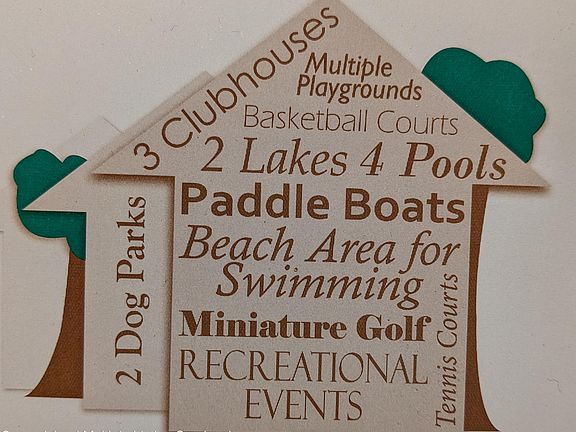 3 Clubhouses
Multiple
Playgrounds
Basketball Courts
2 Lakes 4 Pools
Paddle Boats
Beach Area for
Swimming
Miniature Golf
RECREATIONAL
EVENTS
2 Dog Parks
Tennis Courts